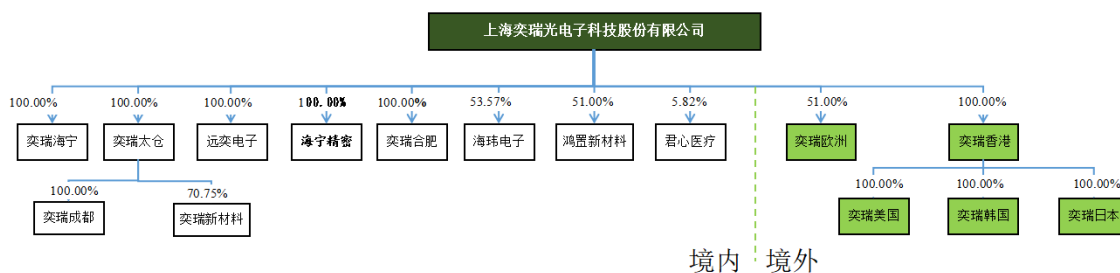 上海奕瑞光电子科技股份有限公司
100.00% 100.00% 100.00% 100.00% 100.00% 53.57% 51.00% 5.82% 51.00% 100.00%
奕瑞海宁 奕瑞太仓 远奕电子 海宁精密 奕瑞合肥 海玮电子 鸿置新材料 君心医疗 奕瑞欧洲 奕瑞香港
100.00% 70.75% 100.00% 100.00% 100.00%
奕瑞成都 奕瑞新材料 奕瑞美国 奕瑞韩国 奕瑞日本
境内 境外